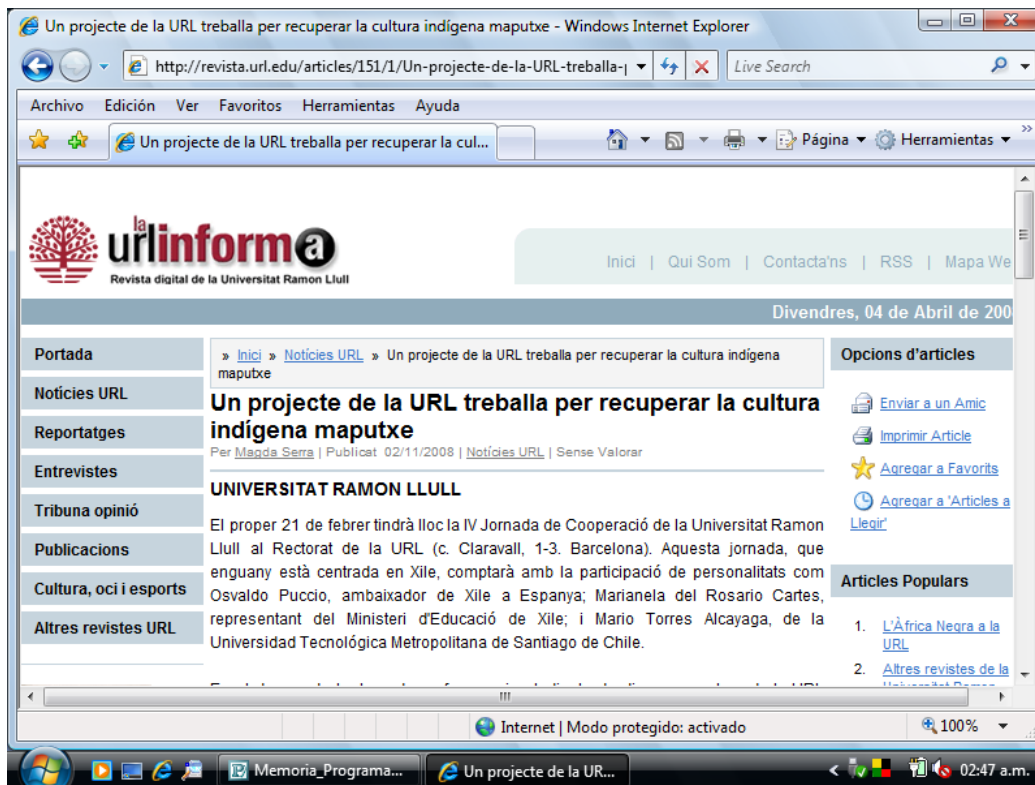 Un projecte de la URL treballa per recuperar la cultura indígena maputxe - Windows Internet Explorer
http://revista.url.edu/articles/151/1/Un-projecte-de-la-URL-treballa-
Live Search
Archivo Edición Ver Favoritos Herramientas Ayuda
Un projecte de la URL treballa per recuperar la cul...
Página Herramientas
la urlinforma
Revista digital de la Universitat Ramon Llull
Inici | Qui Som | Contacta'ns | RSS | Mapa We
Divendres, 04 de Abril de 200
Portada
Notícies URL
Reportatges
Entrevistes
Tribuna opinió
Publicacions
Cultura, oci i esports
Altres revistes URL
» Inici » Notícies URL » Un projecte de la URL treballa per recuperar la cultura indígena
maputxe
Un projecte de la URL treballa per recuperar la cultura
indígena maputxe
Per Magda Serra | Publicat 02/11/2008 | Notícies URL | Sense Valorar
UNIVERSITAT RAMON LLULL
El proper 21 de febrer tindrà lloc la IV Jornada de Cooperació de la Universitat Ramon
Llull al Rectorat de la URL (c. Claravall, 1-3. Barcelona). Aquesta jornada, que
enguany està centrada en Xile, comptarà amb la participació de personalitats com
Osvaldo Puccio, ambaixador de Xile a Espanya; Marianela del Rosario Cartes,
representant del Ministeri d'Educació de Xile; i Mario Torres Alcayaga, de la
Universidad Tecnológica Metropolitana de Santiago de Chile.
Opcions d'articles
Enviar a un Amic
Imprimir Article
Agregar a Favorits
Agregar a 'Articles a
Llegir'
Articles Populars
1. L'Àfrica Negra a la
URL
2. Altres revistes de la
Internet | Modo protegido: activado
100%
Memoria_Programa...
Un projecte de la UR...
02:47 a.m.